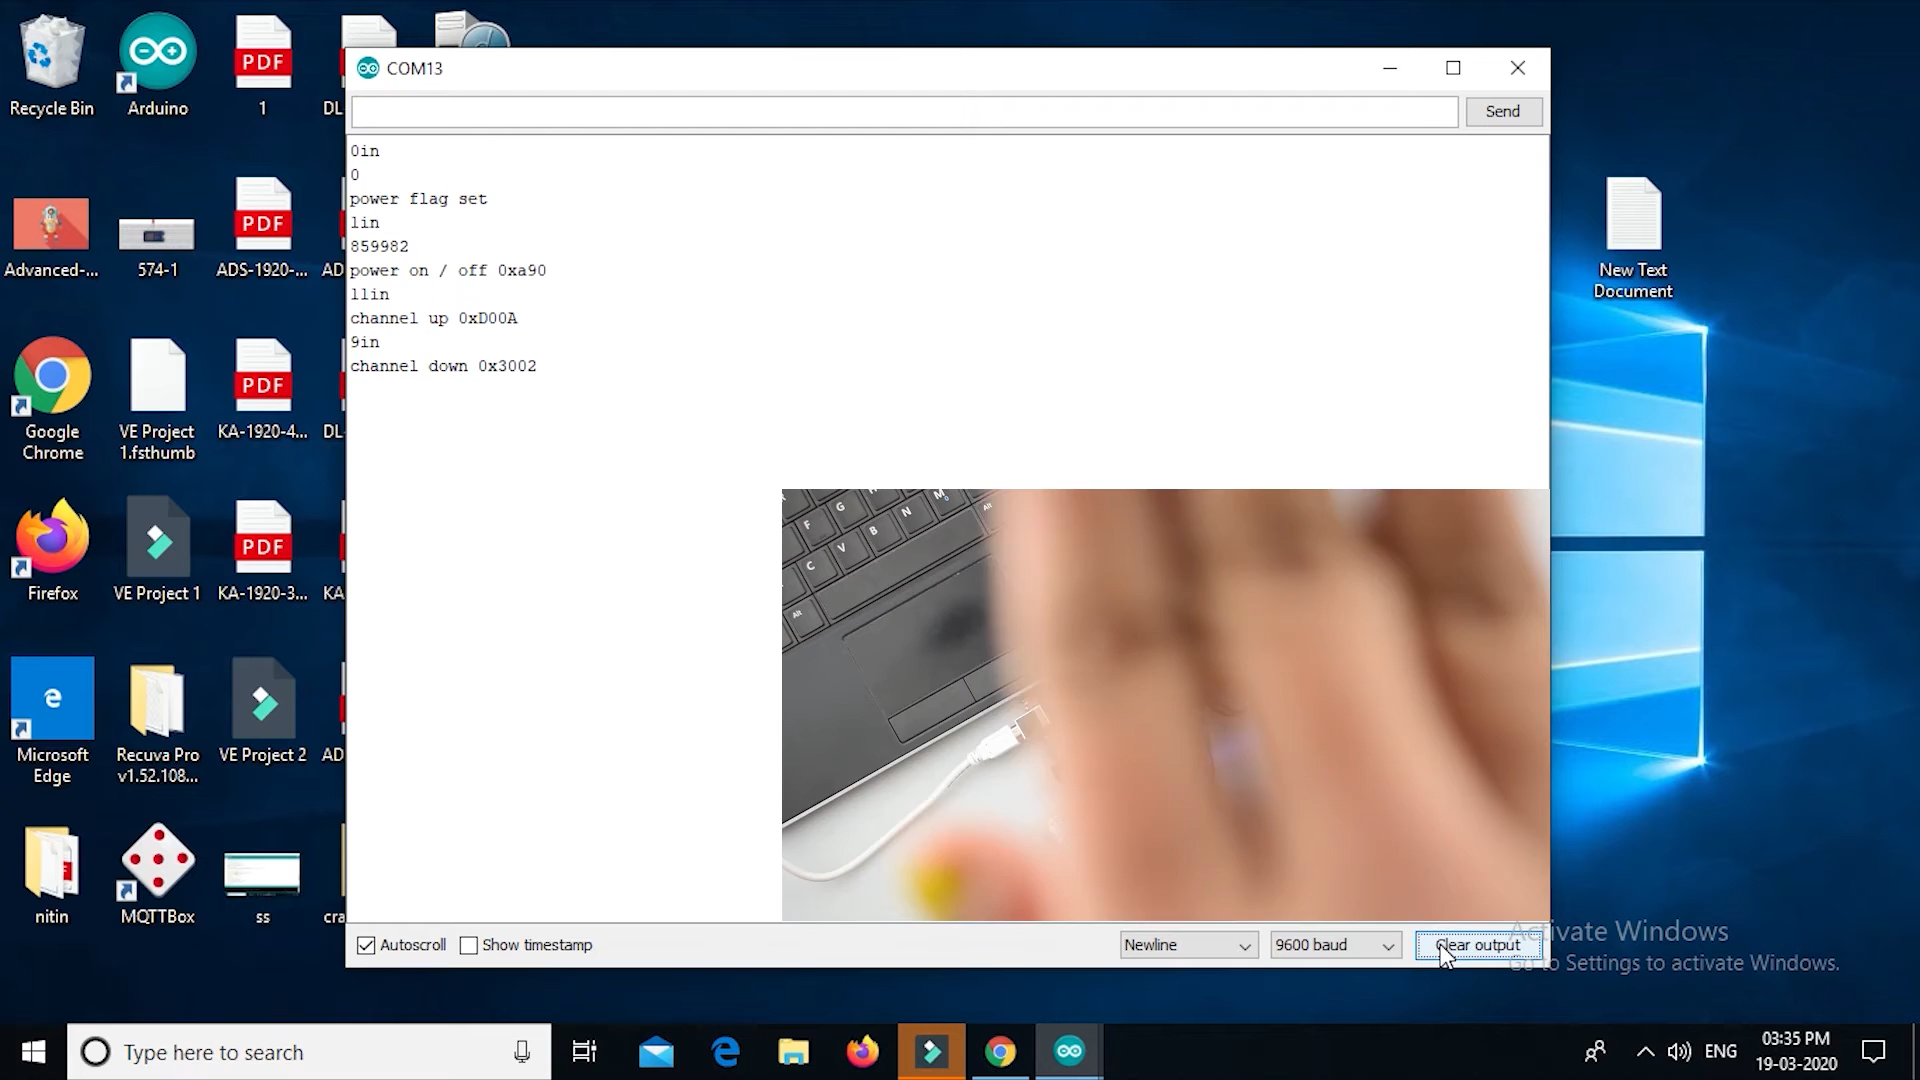 COM13
Send
0in
0
power flag set
1in
859982
power on / off 0xa90
11in
channel up 0xD00A
9in
channel down 0x3002
Autoscroll
Show timestamp
Newline
9600 baud
Clear output
Activate Windows
Go to Settings to activate Windows.
Recycle Bin
Arduino
PDF
1
DL
Advanced-...
574-1
PDF
ADS-1920-...
AD
New Text
Document
Google
Chrome
VE Project
1.fsthumb
PDF
KA-1920-4...
DL-
Firefox
VE Project 1
PDF
KA-1920-3...
KA
Microsoft
Edge
Recuva Pro
v1.52.108...
VE Project 2
AD
nitin
MQTTBox
ss
cra
F
G
M
Alt
V
B
N
C
Alt
Type here to search
ENG
03:35 PM
19-03-2020